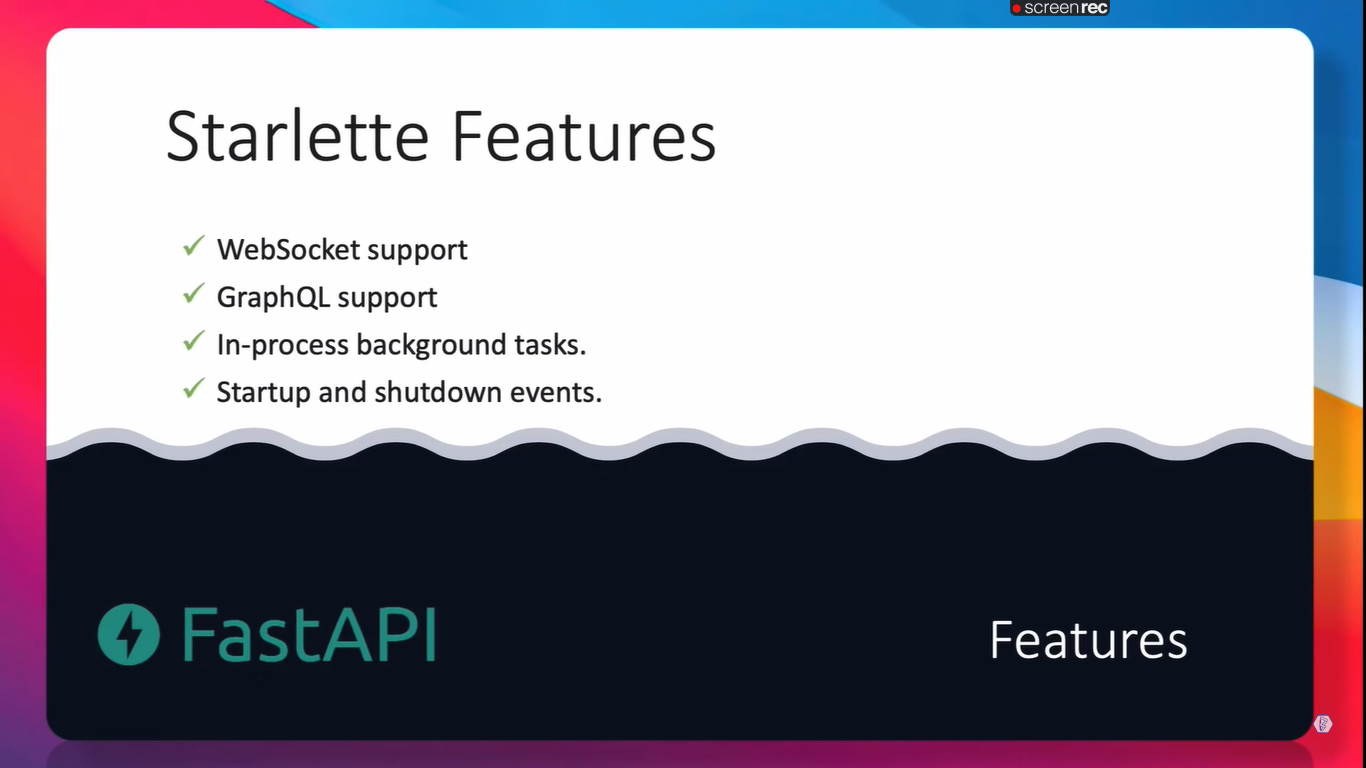 screenrec
Starlette Features
✓ WebSocket support
✓ GraphQL support
✓ In-process background tasks.
✓ Startup and shutdown events.
FastAPI
Features